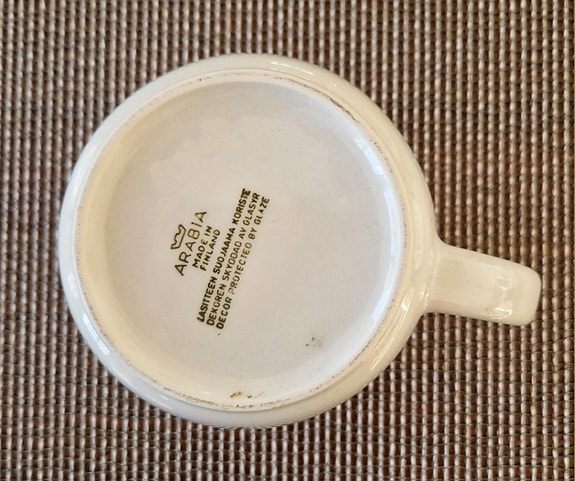 ARABIA
MADE IN
FINLAND
LASITTEEN SUOJAAMA KORISTE
DEKOREN SKYDDAD AV GLASYR
DECOR PROTECTED BY GLAZE